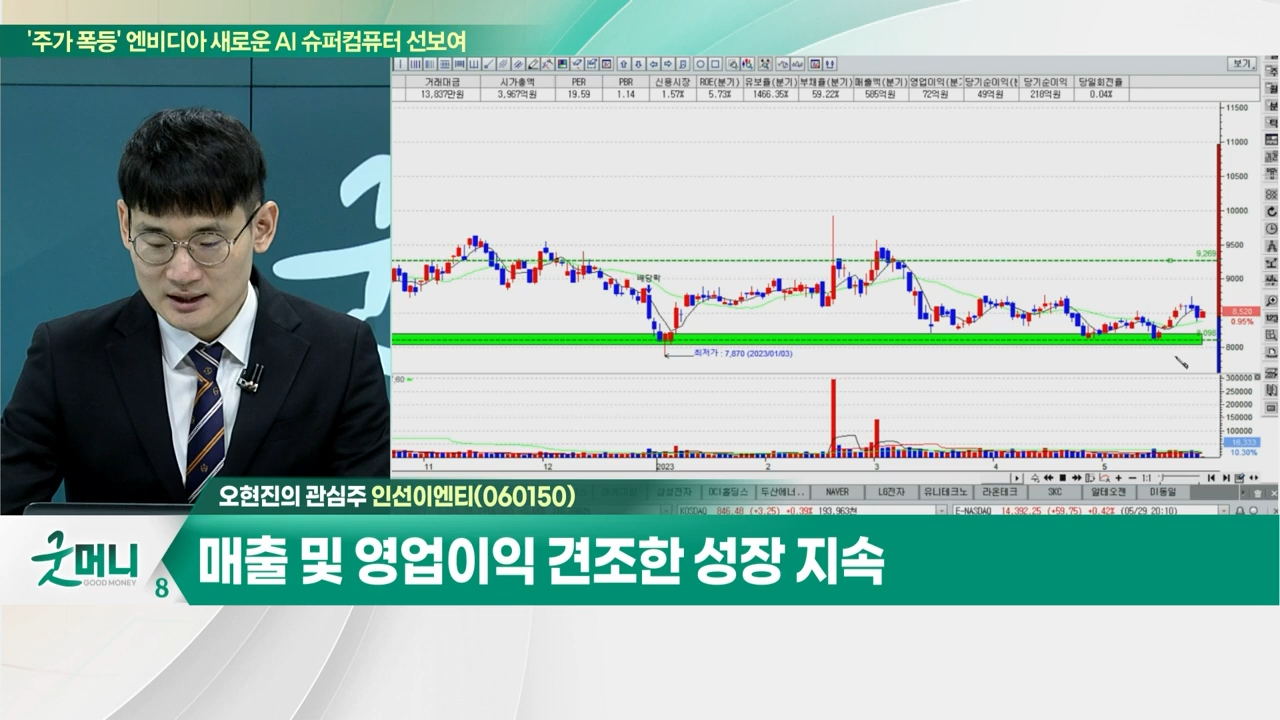 '주가 폭등' 엔비디아 새로운 AI 슈퍼컴퓨터 선보여
보기
거래대금 시가총액 PER PBR 신용시장 ROE(분기) 유보율(분기) 부채율(분기) 매출액(분기) 영업이익(분기 당기순이익( 당기순이익 당일회전율
13,837만원 3,967억원 19.59 1.14 1.57% 5.73% 1466.35% 59.22% 585억원 72억원 49억원 218억원 0.04%
11500
11000
10500
10000
9500
9,269
9000
배당락
8,520
0.95%
8,098
8000
최저가 : 7,870 (2023/01/03)
300000
250000
200000
150000
100000
16,333
10.30%
11 12 2023 2 3 4 5
1:1
삼성전자 OCI홀딩스 두산에너.. NAVER LG전자 유니테크노 라온테크 SKC 알테오젠 미동일
KOSDAQ 846.48 (+3.25) +0.39% 193,963천 E-NASDAQ 14,392.25 (+59.75) +0.42% (05/29 20:10)
오현진의 관심주 인선이엔티(060150)
굿머니
GOOD MONEY
8
매출 및 영업이익 견조한 성장 지속